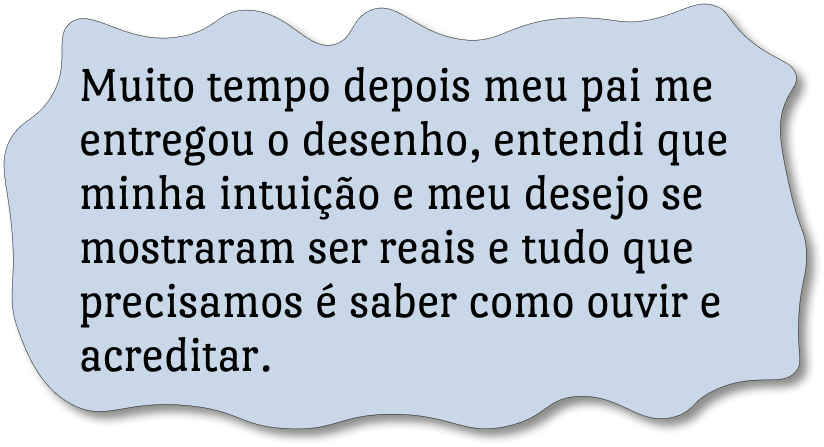 Muito tempo depois meu pai me
entregou o desenho, entendi que
minha intuição e meu desejo se
mostraram ser reais e tudo que
precisamos é saber como ouvir e
acreditar.